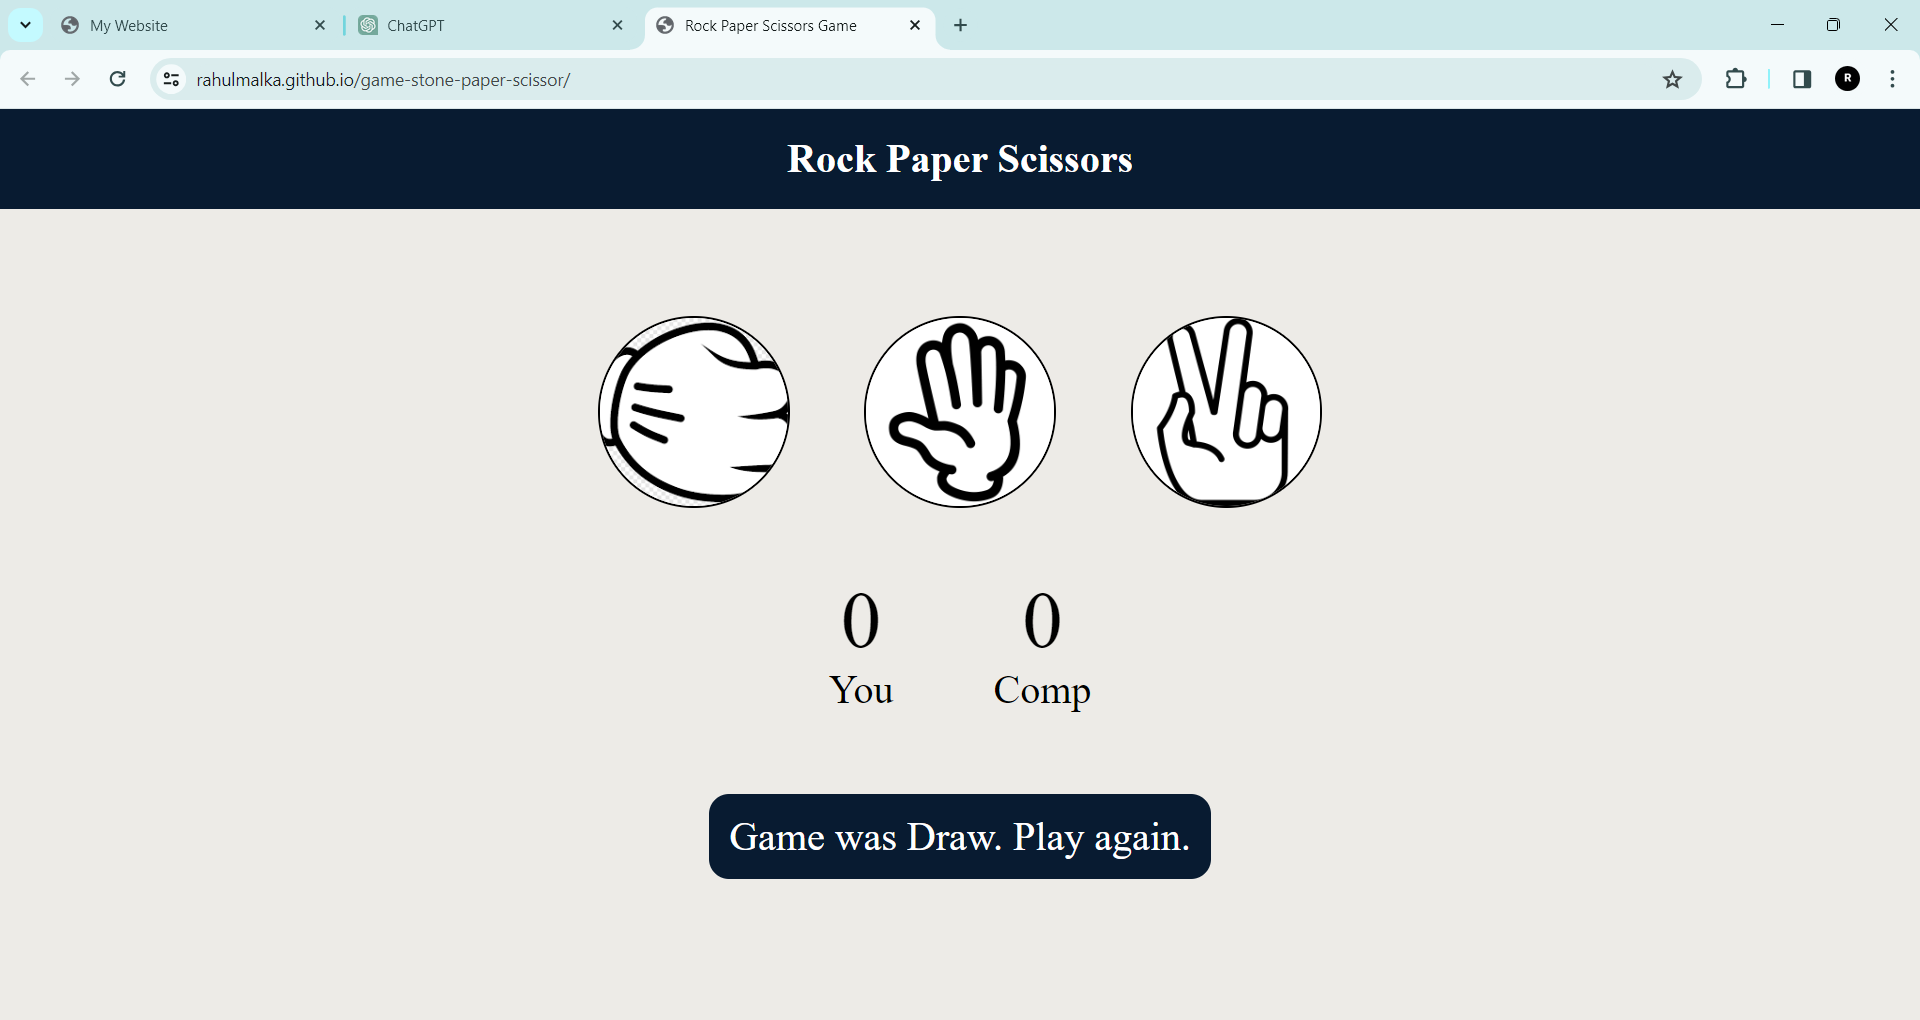 My Website
ChatGPT
Rock Paper Scissors Game
rahulmalka.github.io/game-stone-paper-scissor/
R
Rock Paper Scissors
0 0
You Comp
Game was Draw. Play again.